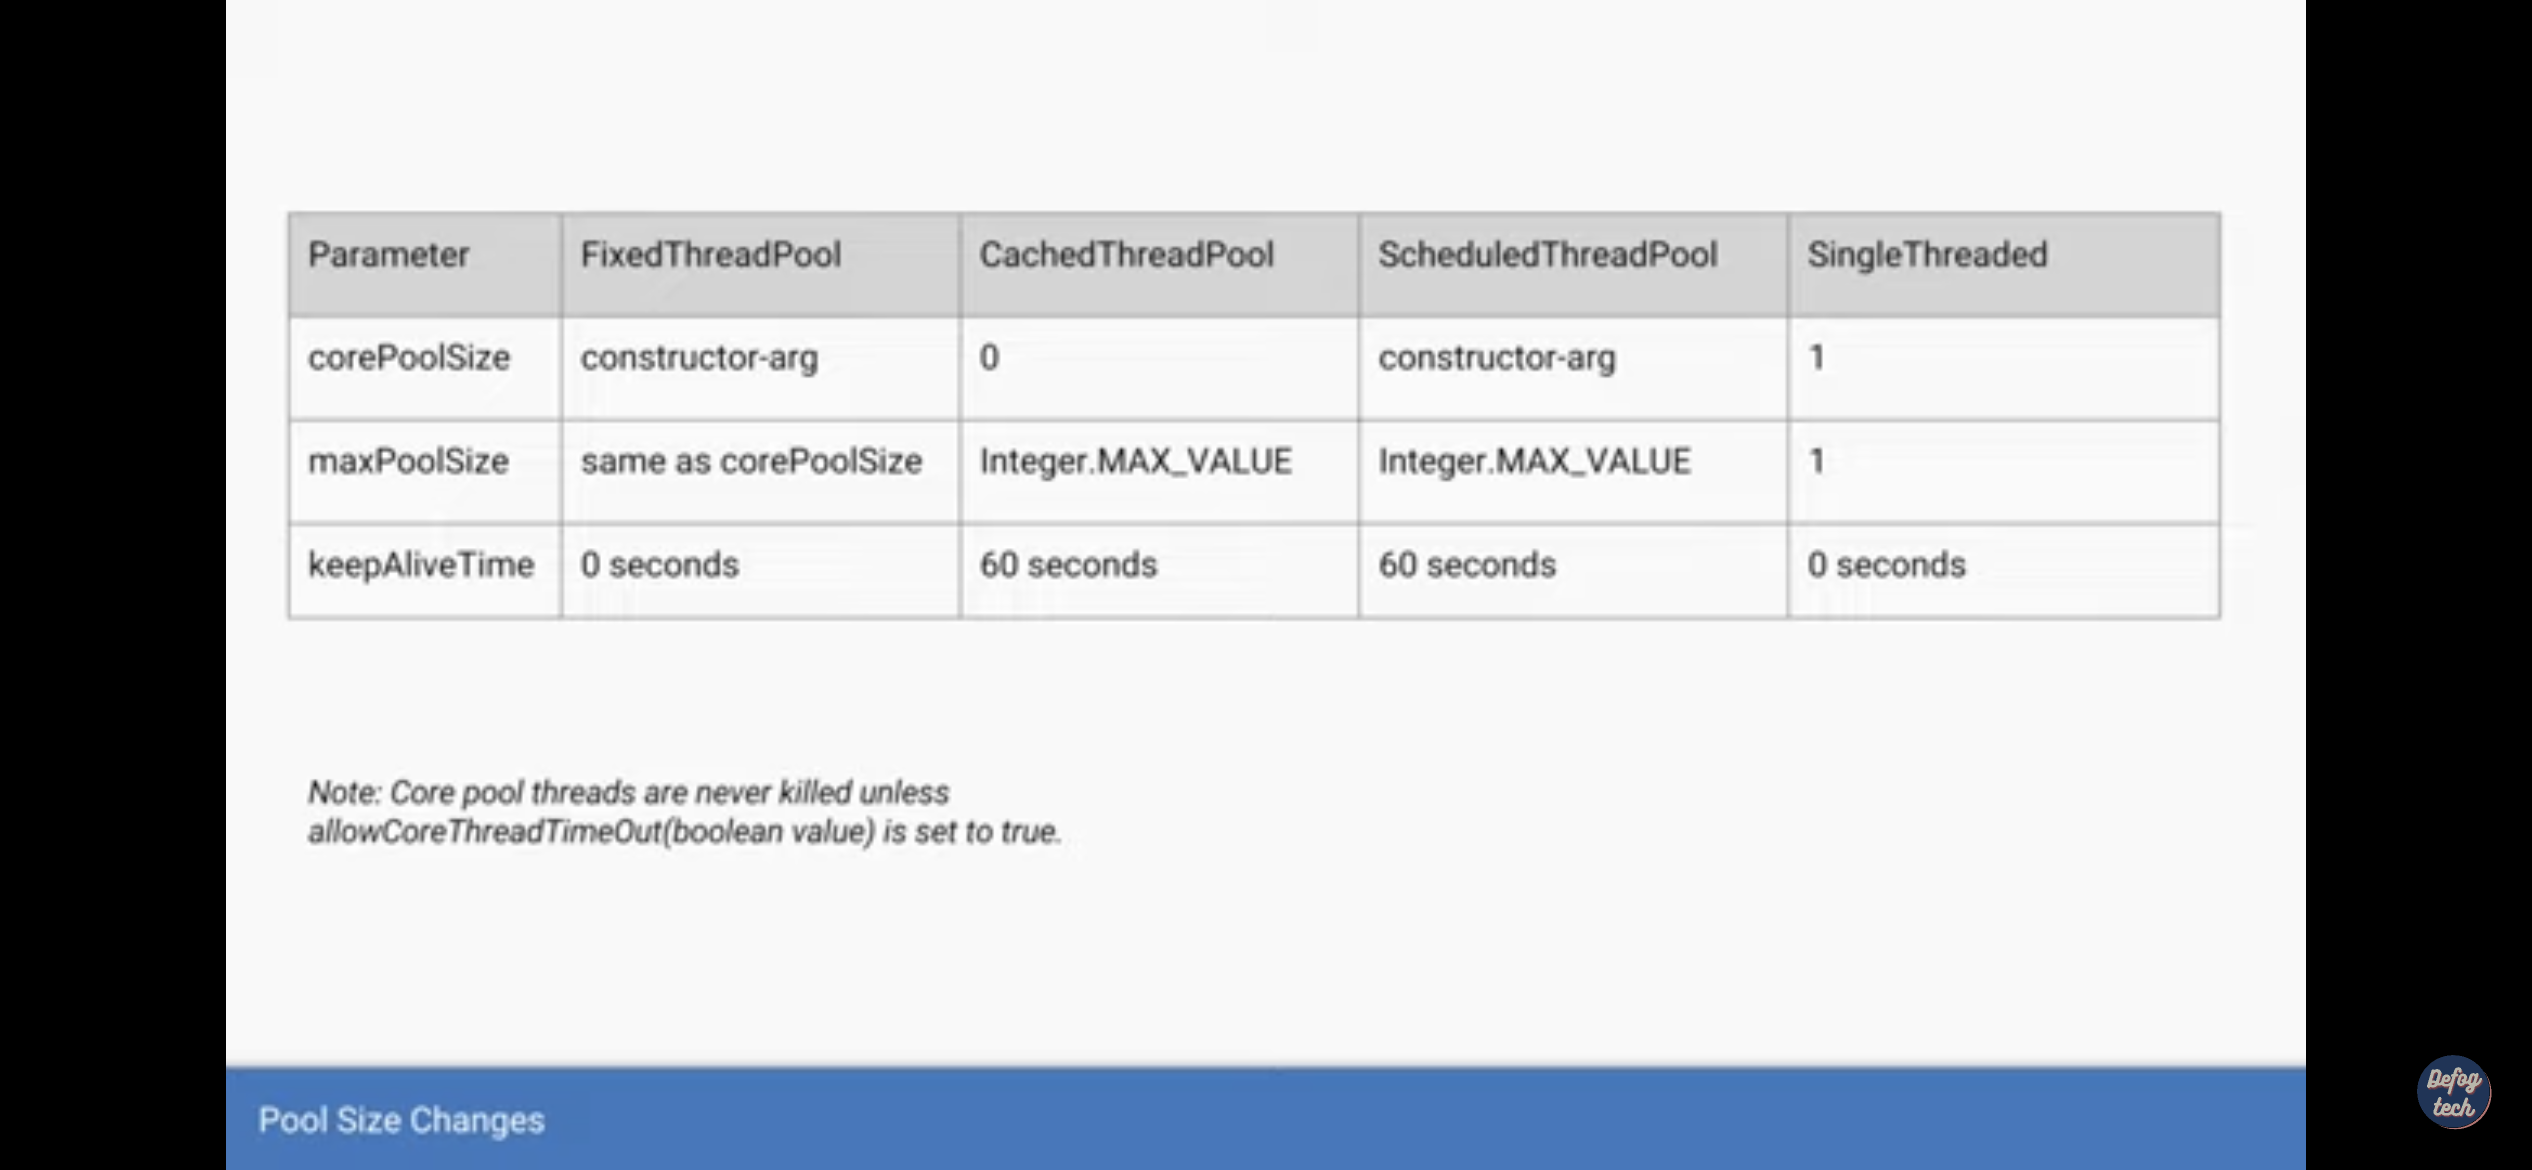 Parameter FixedThreadPool CachedThreadPool ScheduledThreadPool SingleThreaded
corePoolSize constructor-arg 0 constructor-arg 1
maxPoolSize same as corePoolSize Integer.MAX_VALUE Integer.MAX_VALUE 1
keepAliveTime 0 seconds 60 seconds 60 seconds 0 seconds
Note: Core pool threads are never killed unless
allowCoreThreadTimeOut(boolean value) is set to true.
Pool Size Changes
Defog
tech